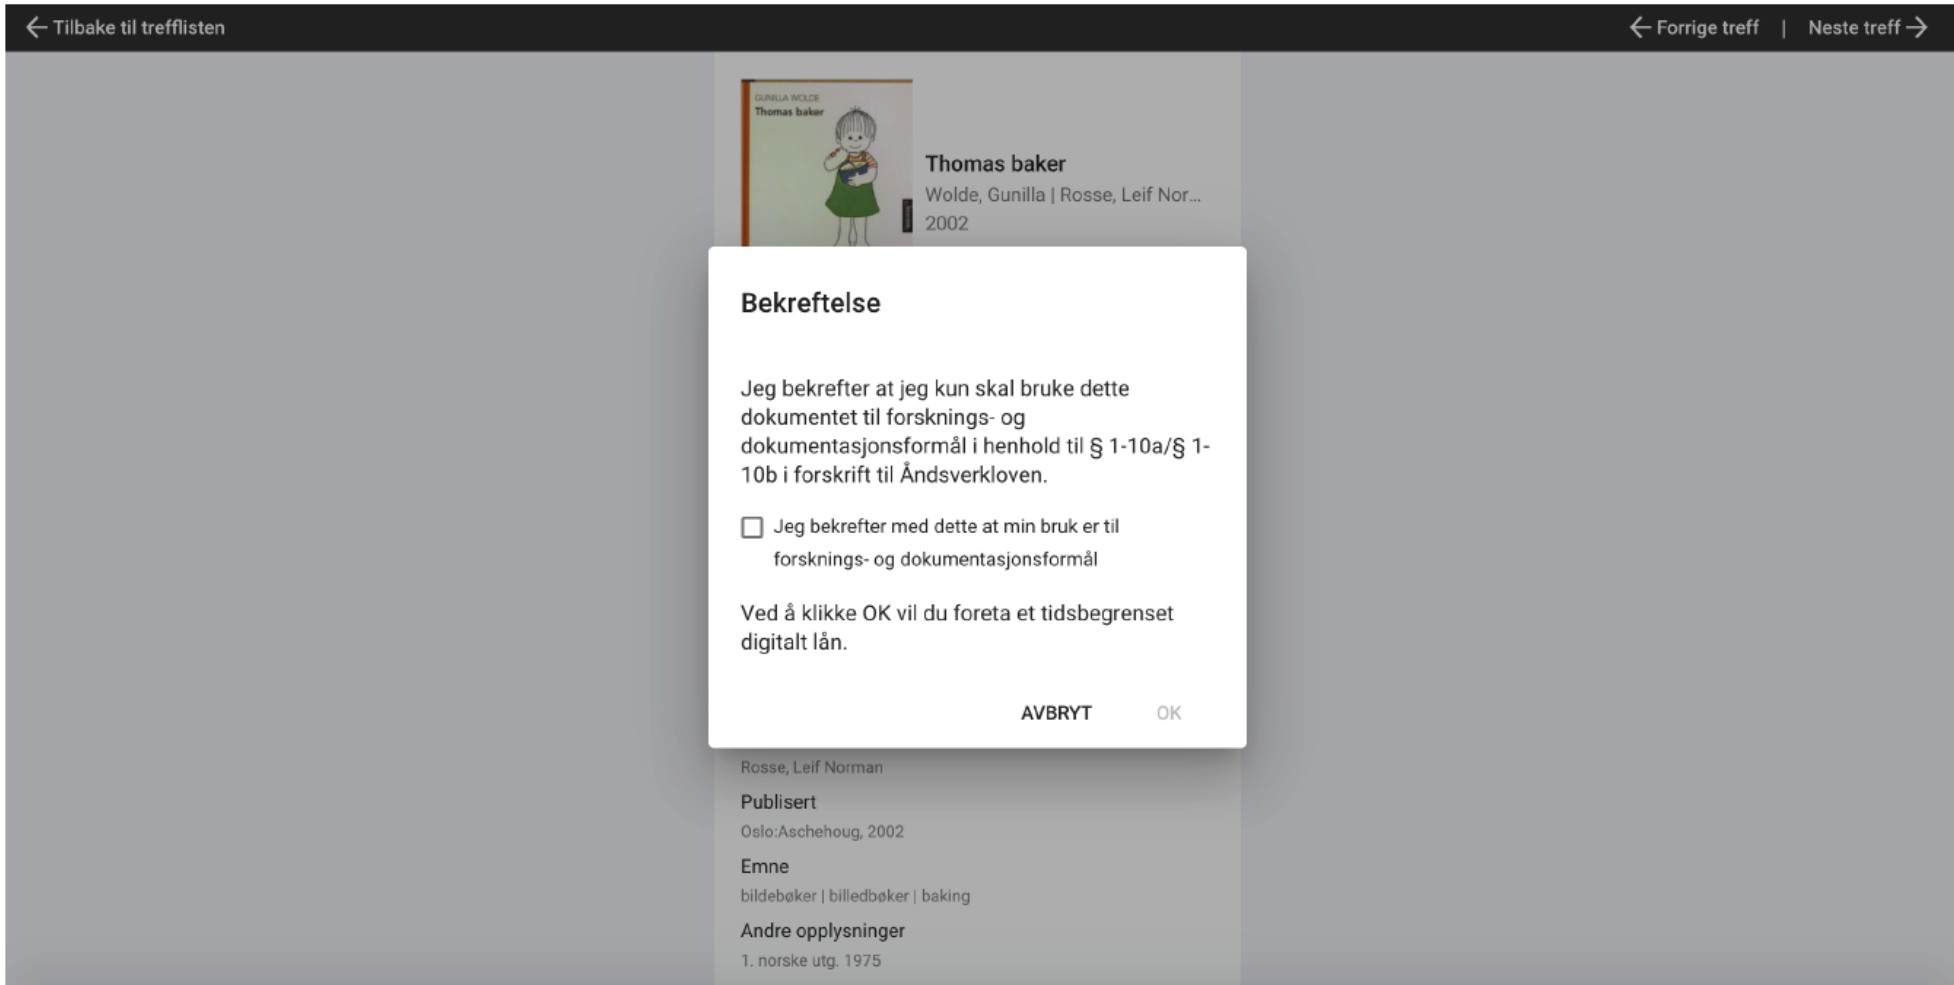 Tilbake til trefflisten
Forrige treff | Neste treff
GUNILLA WOLDE
Thomas baker
Thomas baker
Wolde, Gunilla | Rosse, Leif Nor...
2002
Bekreftelse
Jeg bekrefter at jeg kun skal bruke dette
dokumentet til forsknings- og
dokumentasjonsformål i henhold til § 1-10a/§ 1-
10b i forskrift til Åndsverkloven.
Jeg bekrefter med dette at min bruk er til
forsknings- og dokumentasjonsformål
Ved å klikke OK vil du foreta et tidsbegrenset
digitalt lån.
AVBRYT OK
Rosse, Leif Norman
Publisert
Oslo:Aschehoug, 2002
Emne
bildebøker | billedbøker | baking
Andre opplysninger
1. norske utg. 1975